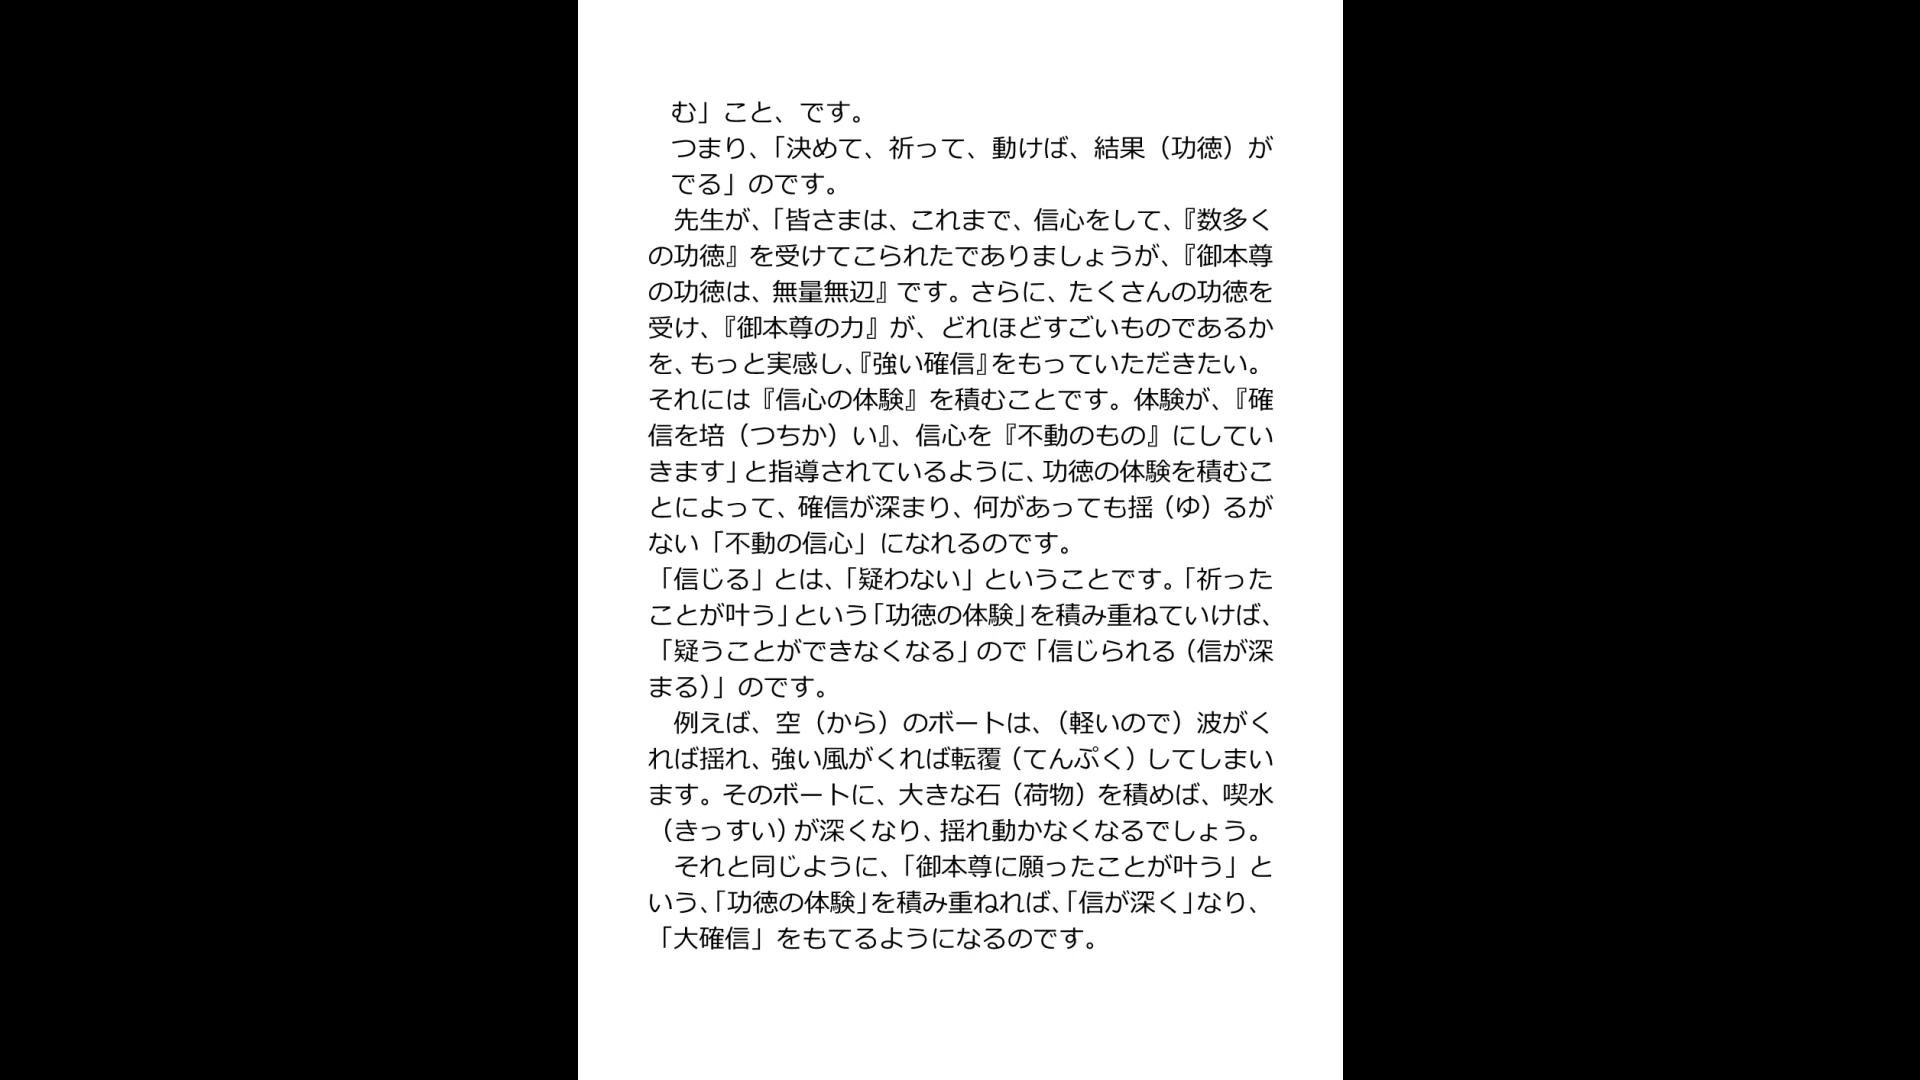 む」こと、です。
つまり、「決めて、祈って、動けば、結果（功徳）が
でる」のです。
　先生が、「皆さまは、これまで、信心をして、『数多く
の功徳』を受けてこられたでありましょうが、『御本尊
の功徳は、無量無辺』です。さらに、たくさんの功徳を
受け、『御本尊の力』が、どれほどすごいものであるか
を、もっと実感し、『強い確信』をもっていただきたい。
それには『信心の体験』を積むことです。体験が、『確
信を培（つちか）い』、信心を『不動のもの』にしてい
きます」と指導されているように、功徳の体験を積むこ
とによって、確信が深まり、何があっても揺（ゆ）るが
ない「不動の信心」になれるのです。
「信じる」とは、「疑わない」ということです。「祈った
ことが叶う」という「功徳の体験」を積み重ねていけば、
「疑うことができなくなる」ので「信じられる（信が深
まる）」のです。
　例えば、空（から）のボートは、（軽いので）波がく
れば揺れ、強い風がくれば転覆（てんぷく）してしまい
ます。そのボートに、大きな石（荷物）を積めば、喫水
（きっすい）が深くなり、揺れ動かなくなるでしょう。
　それと同じように、「御本尊に願ったことが叶う」と
いう、「功徳の体験」を積み重ねれば、「信が深く」なり、
「大確信」をもてるようになるのです。